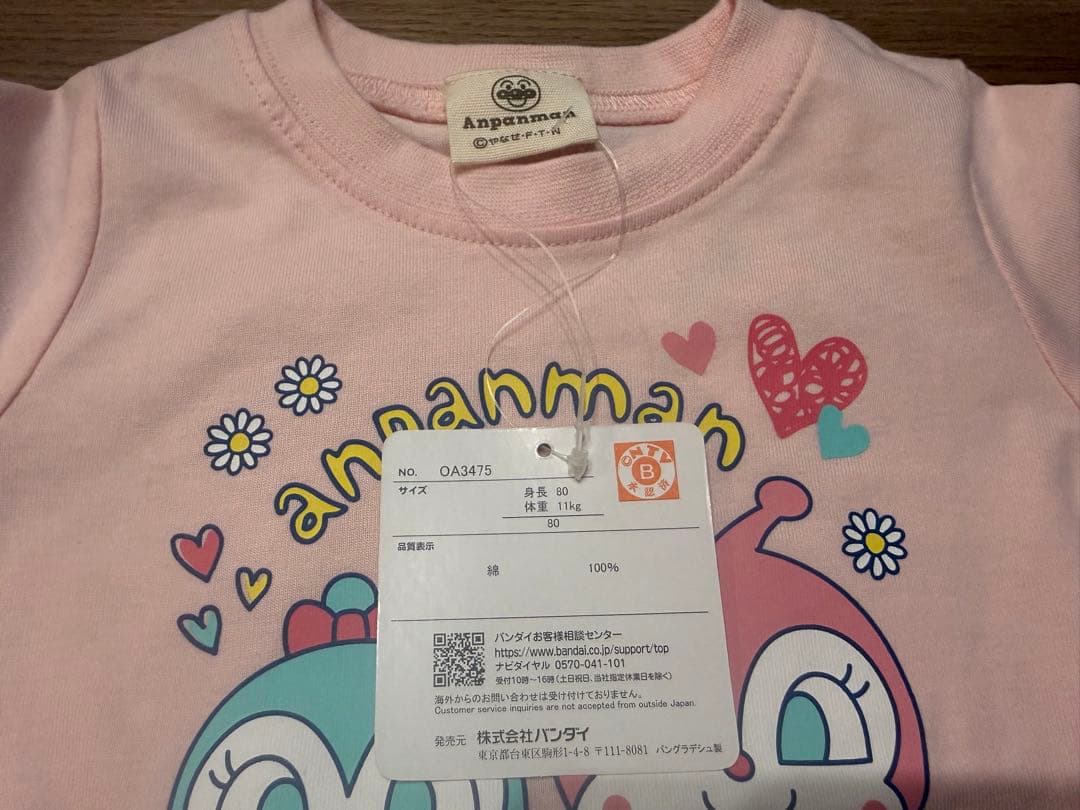 Anpanman
©やなせ・F・T・N
anpanman
NO. OA3475
サイズ
身長 80
体重 11kg
80
NTV
B
承認済
品質表示
綿 100%
バンダイお客様相談センター
https://www.bandai.co.jp/support/top
ナビダイヤル 0570-041-101
受付10時～16時(土日祝日、当社指定休業日を除く)
海外からのお問い合わせは受け付けておりません。
Customer service inquiries are not accepted from outside Japan.
発売元 株式会社バンダイ
東京都台東区駒形1-4-8 〒111-8081 バングラデシュ製